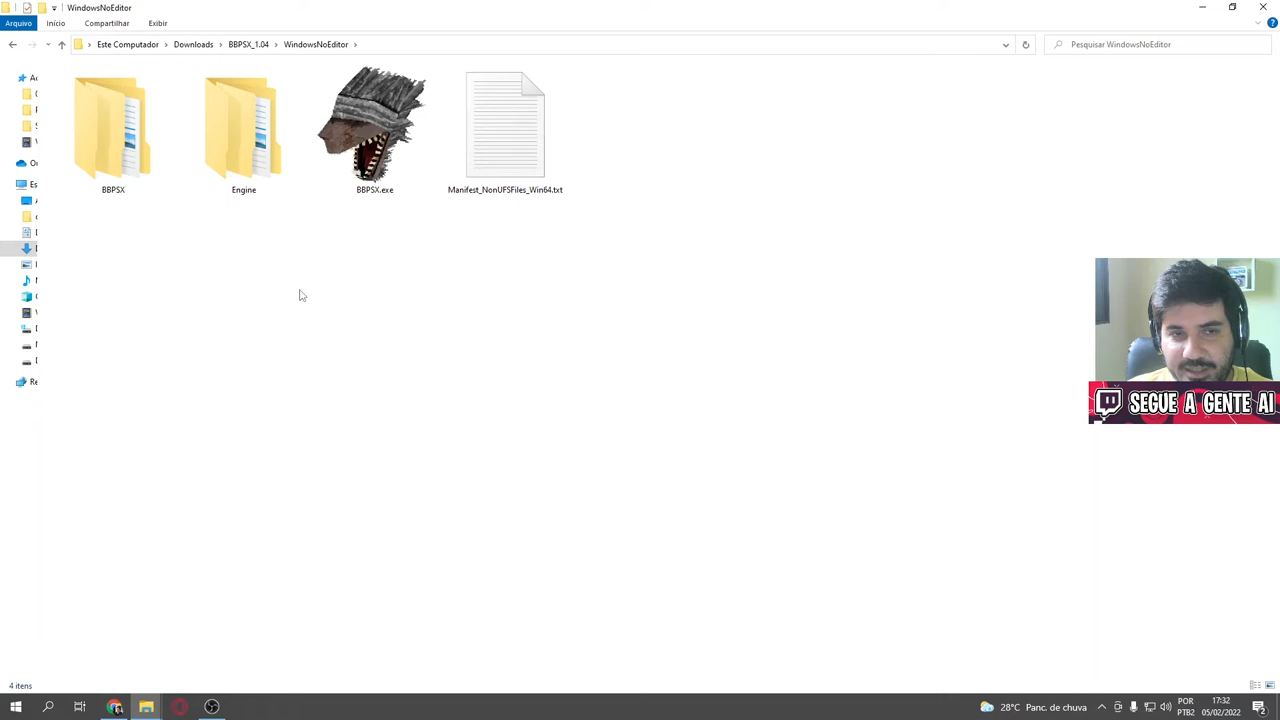 WindowsNoEditor
Arquivo Início Compartilhar Exibir
Este Computador Downloads BBPSX_1.04 WindowsNoEditor
Pesquisar WindowsNoEditor
BBPSX
Engine
BBPSX.exe
Manifest_NonUFSFiles_Win64.txt
SEGUE A GENTE AI
4 itens
28°C Panc. de chuva
POR
PTB2
17:32
05/02/2022
2